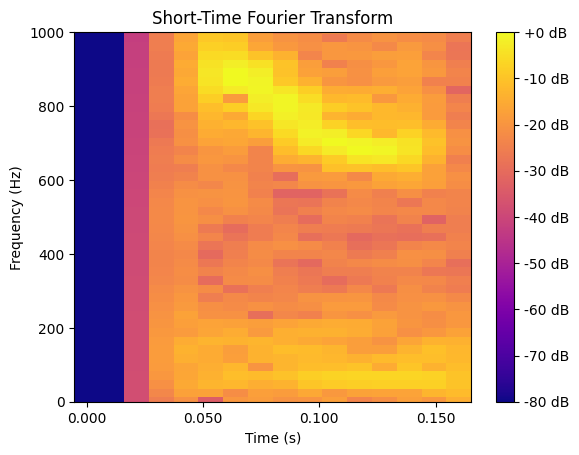 Short-Time Fourier Transform
Frequency (Hz)
1000
800
600
400
200
0
0.000
0.050
0.100
0.150
Time (s)
+0 dB
-10 dB
-20 dB
-30 dB
-40 dB
-50 dB
-60 dB
-70 dB
-80 dB